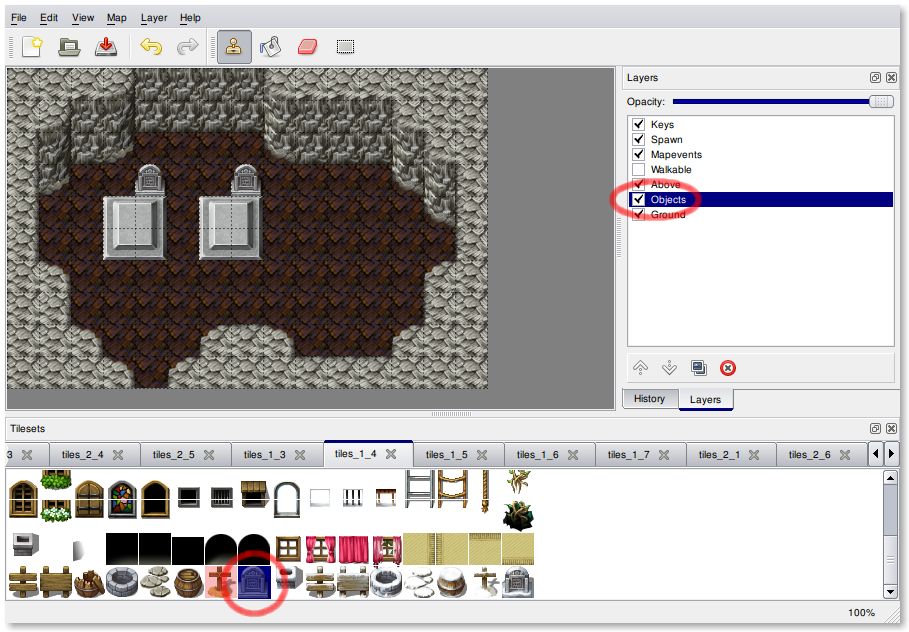 File Edit View Map Layer Help
Layers
Opacity:
Keys
Spawn
Mapevents
Walkable
Above
Objects
Ground
History Layers
Tilesets
3 tiles_2_4 tiles_2_5 tiles_1_3 tiles_1_4 tiles_1_5 tiles_1_6 tiles_1_7 tiles_2_1 tiles_2_6
100%